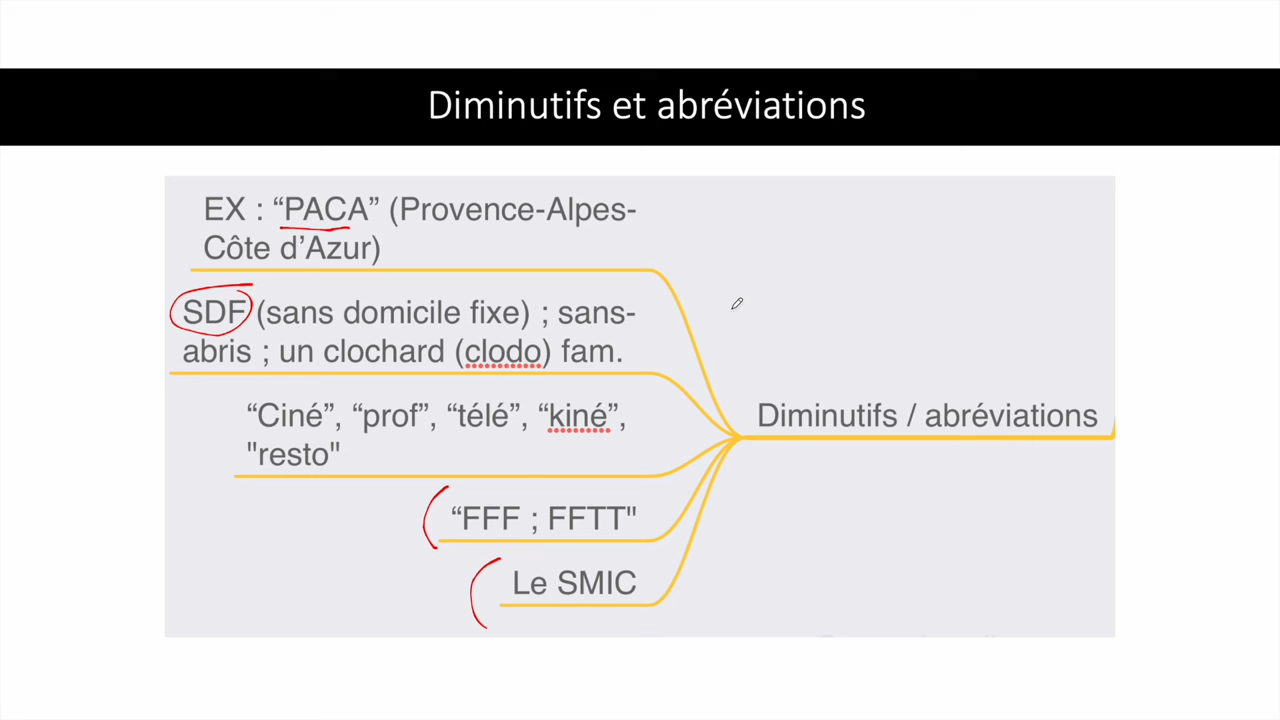 Diminutifs et abréviations
EX : “PACA” (Provence-Alpes-
Côte d’Azur)
SDF (sans domicile fixe) ; sans-
abris ; un clochard (clodo) fam.
“Ciné”, “prof”, “télé”, “kiné”,
"resto"
“FFF ; FFTT"
Le SMIC
Diminutifs / abréviations